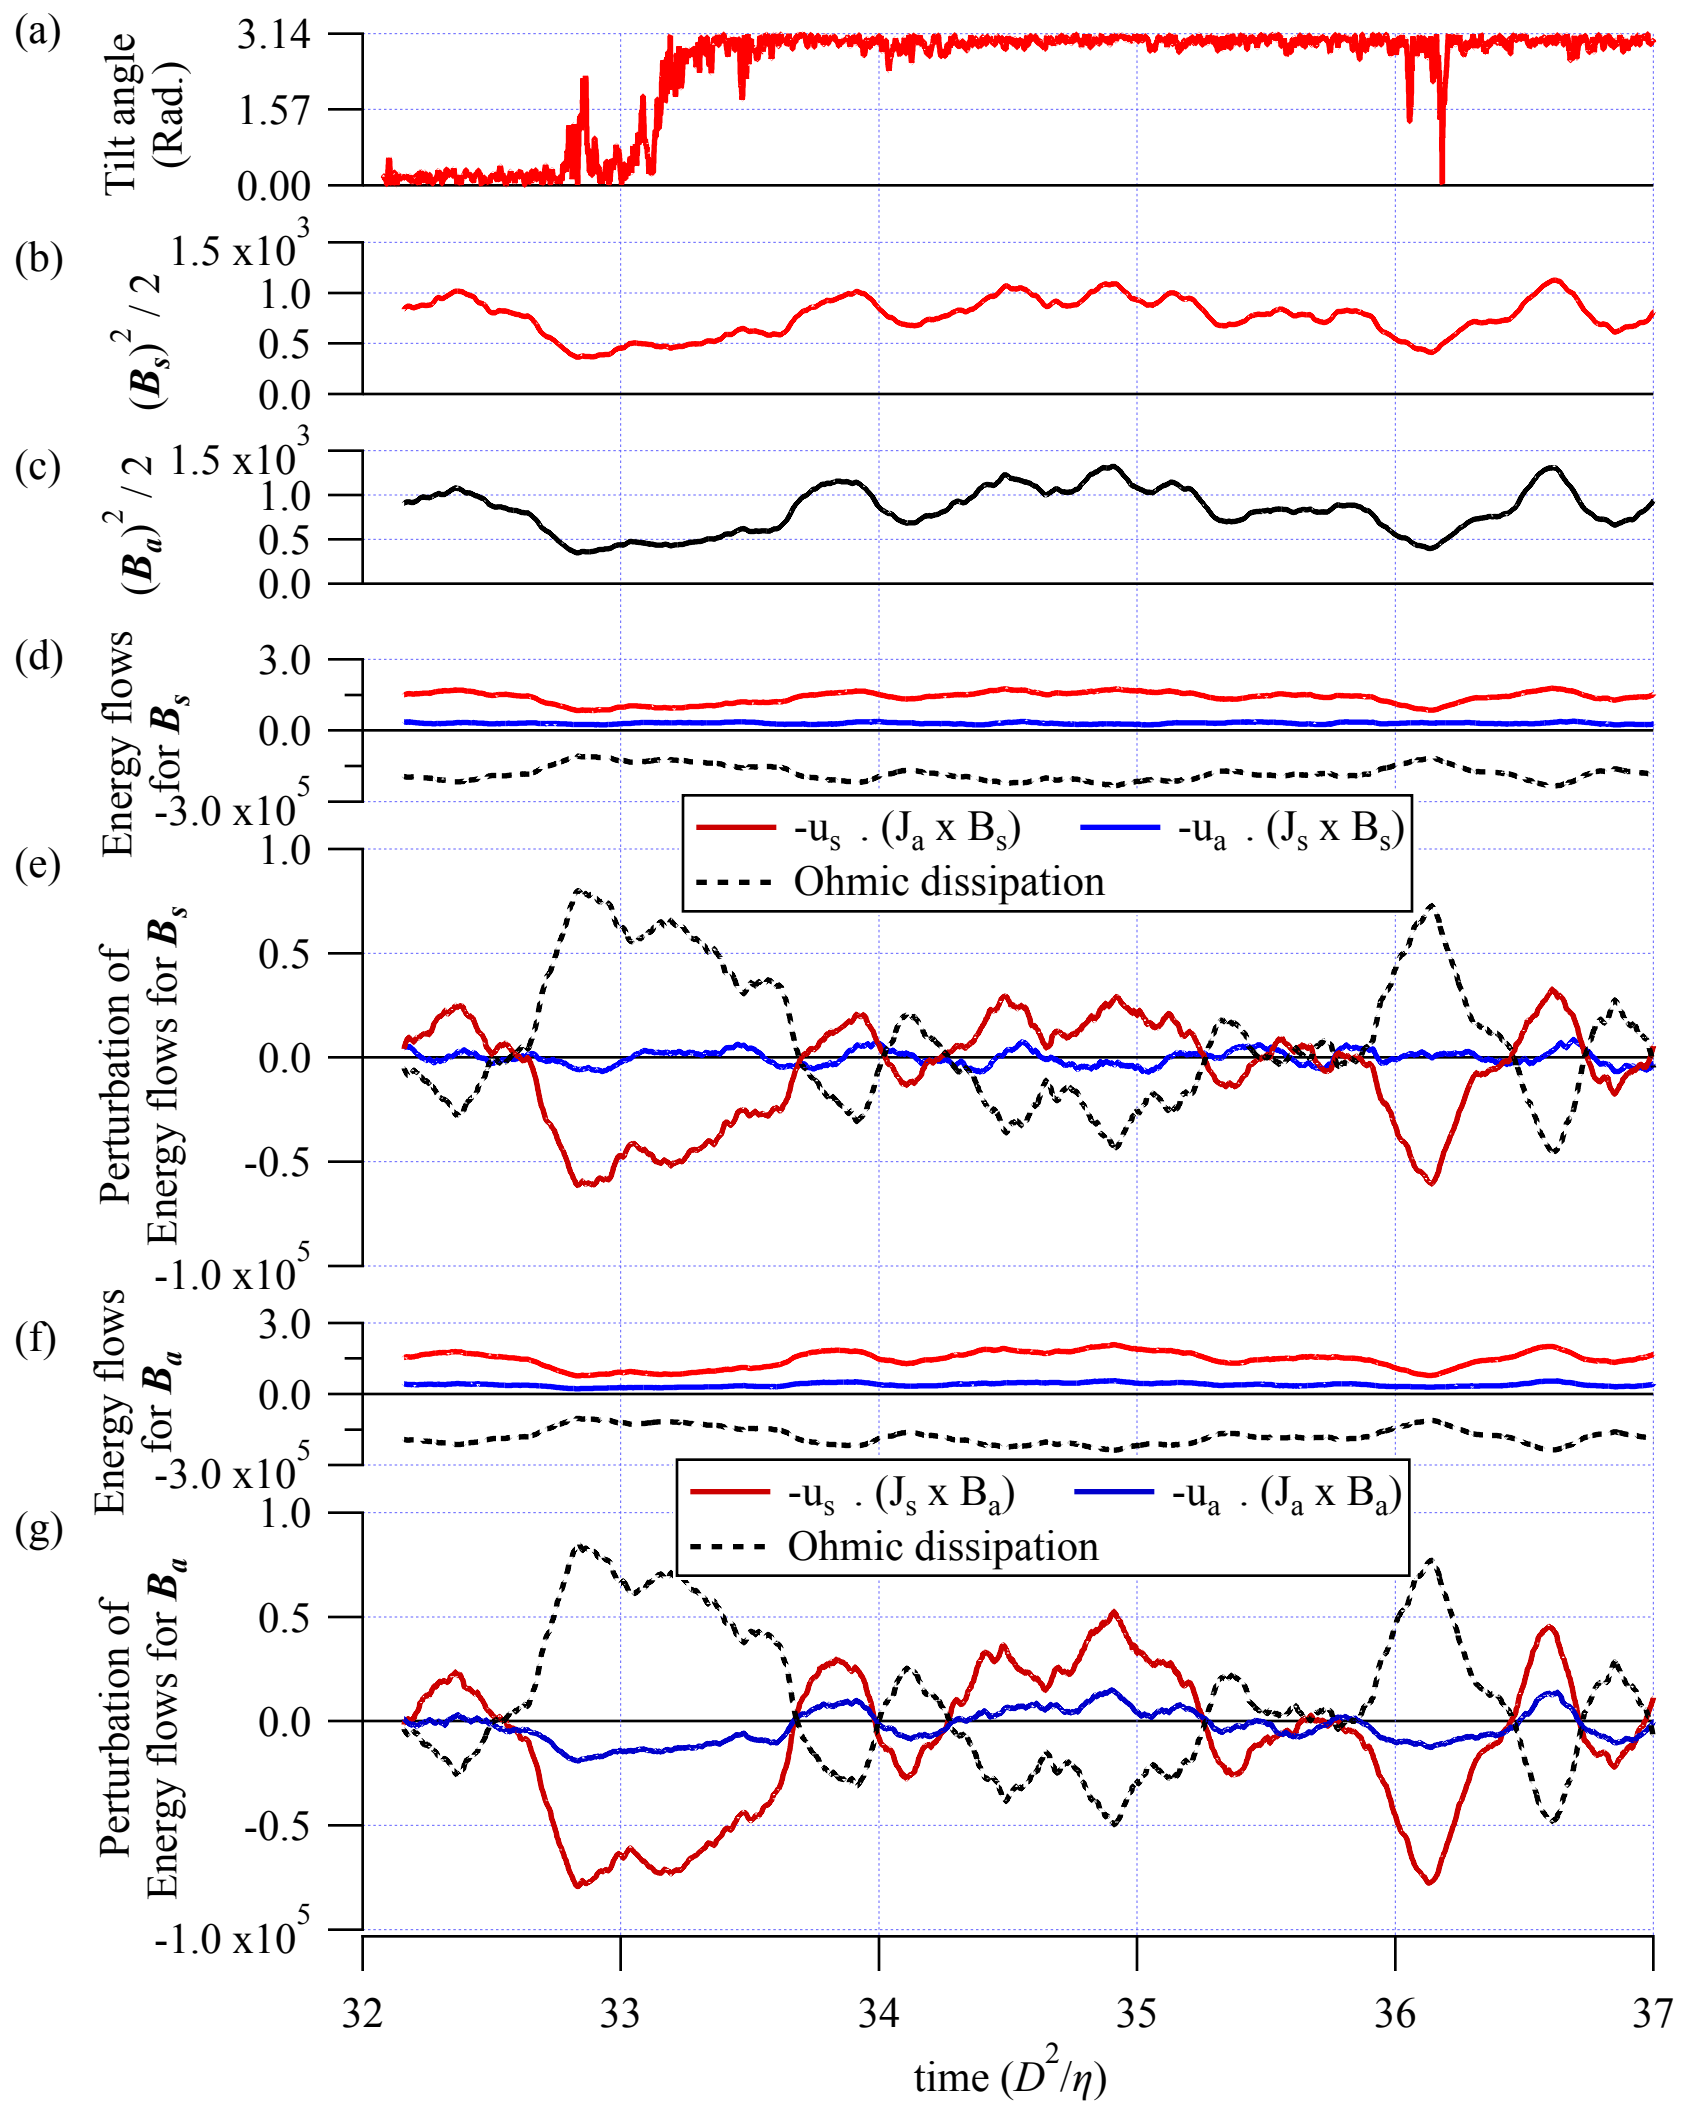 (a)
Tilt angle
(Rad.)
3.14
1.57
0.00
(b)
(Bs)2 / 2
1.5 x103
1.0
0.5
0.0
(c)
(Ba)2 / 2
1.5 x103
1.0
0.5
0.0
(d)
Energy flows
for Bs
3.0
0.0
-3.0 x105
-us . (Ja x Bs)
-ua . (Js x Bs)
Ohmic dissipation
(e)
Perturbation of
Energy flows for Bs
1.0
0.5
0.0
-0.5
-1.0 x105
(f)
Energy flows
for Ba
3.0
0.0
-3.0 x105
-us . (Js x Ba)
-ua . (Ja x Ba)
Ohmic dissipation
(g)
Perturbation of
Energy flows for Ba
1.0
0.5
0.0
-0.5
-1.0 x105
32 33 34 35 36 37
time (D2/η)